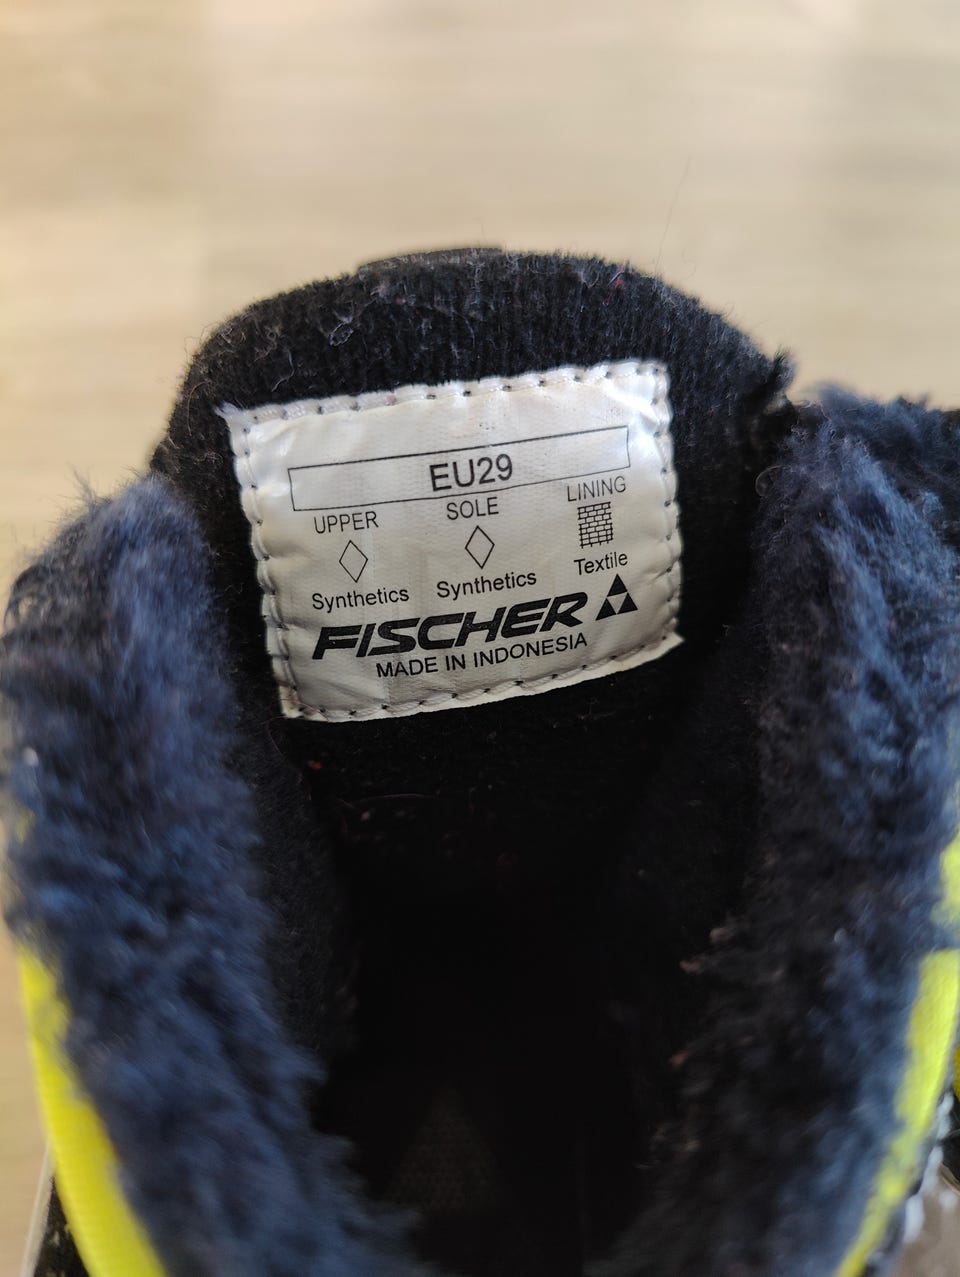 EU29
UPPER SOLE LINING
Synthetics Synthetics Textile
FISCHER
MADE IN INDONESIA